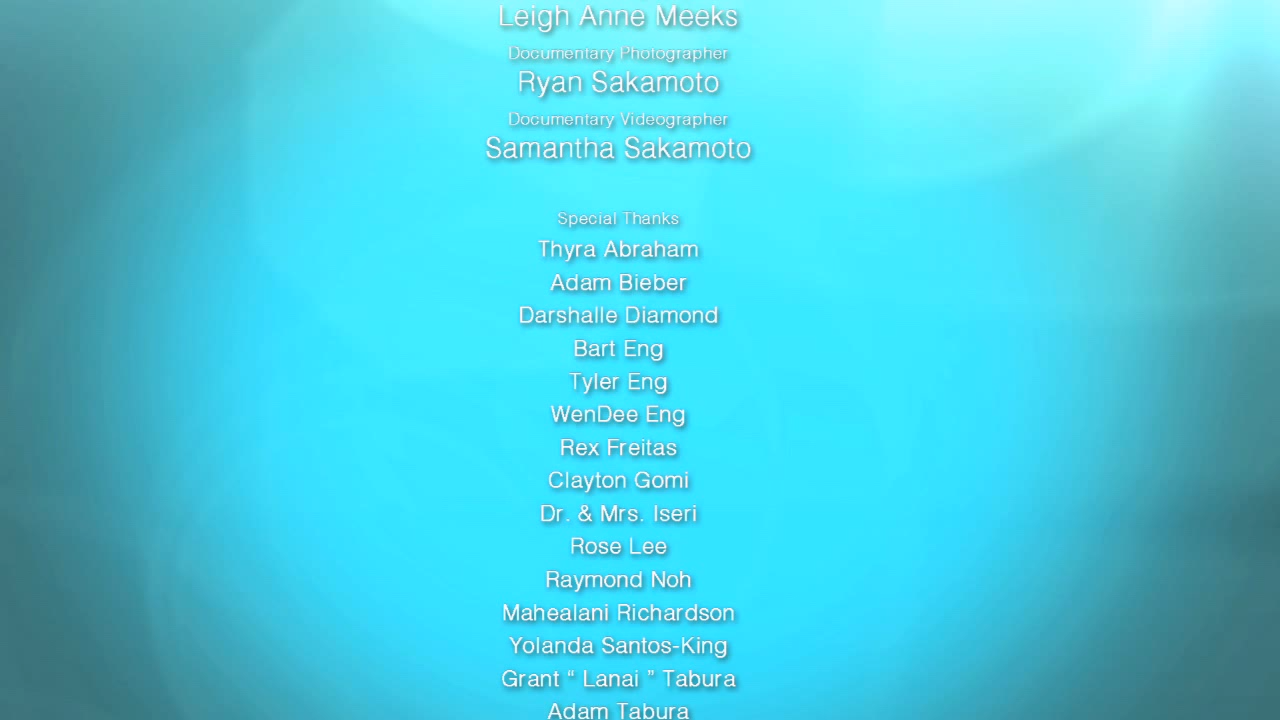 Leigh Anne Meeks
Documentary Photographer
Ryan Sakamoto
Documentary Videographer
Samantha Sakamoto
Special Thanks
Thyra Abraham
Adam Bieber
Darshalle Diamond
Bart Eng
Tyler Eng
WenDee Eng
Rex Freitas
Clayton Gomi
Dr. & Mrs. Iseri
Rose Lee
Raymond Noh
Mahealani Richardson
Yolanda Santos-King
Grant “ Lanai ” Tabura
Adam Tabura